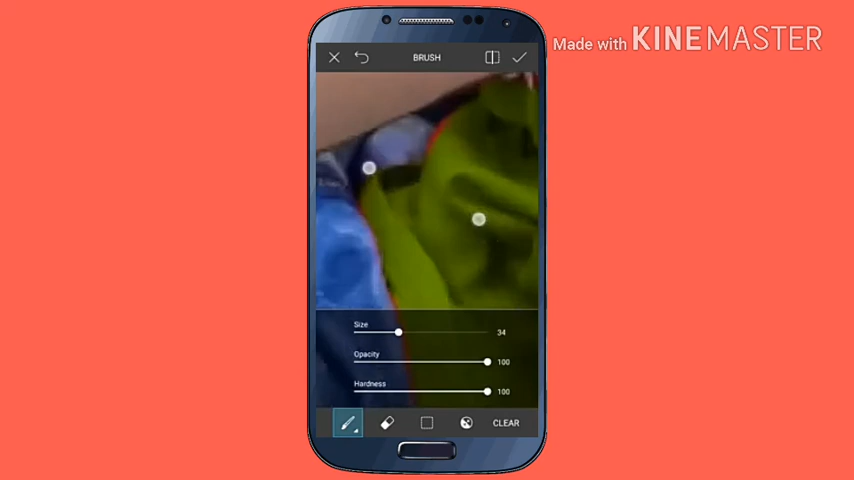 Made with KINEMASTER
BRUSH
Size
34
Opacity
100
Hardness
100
CLEAR